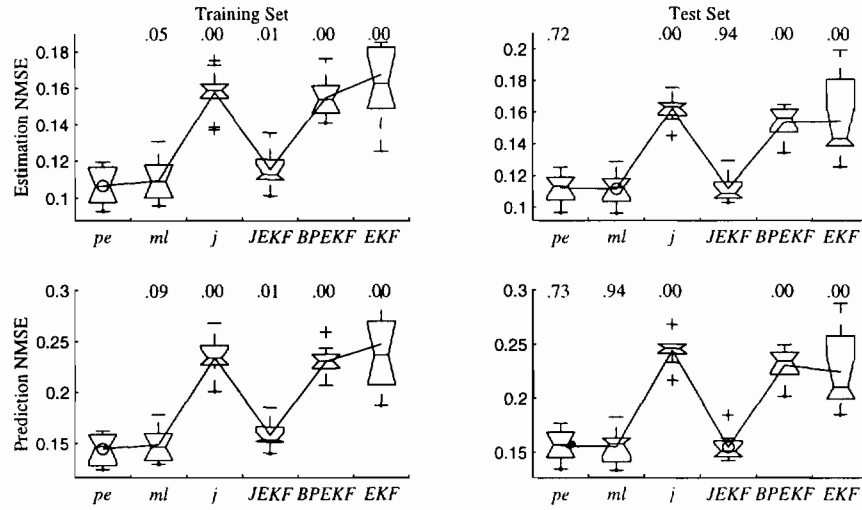 Training Set
.05 .00 .01 .00 .00
Estimation NMSE
0.18
0.16
0.14
0.12
0.1
pe ml j JEKF BPEKF EKF
Test Set
.72 .00 .94 .00 .00
0.2
0.18
0.16
0.14
0.12
0.1
pe ml j JEKF BPEKF EKF
.09 .00 .01 .00 .00
Prediction NMSE
0.3
0.25
0.2
0.15
pe ml j JEKF BPEKF EKF
.73 .94 .00 .00 .00
0.3
0.25
0.2
0.15
pe ml j JEKF BPEKF EKF